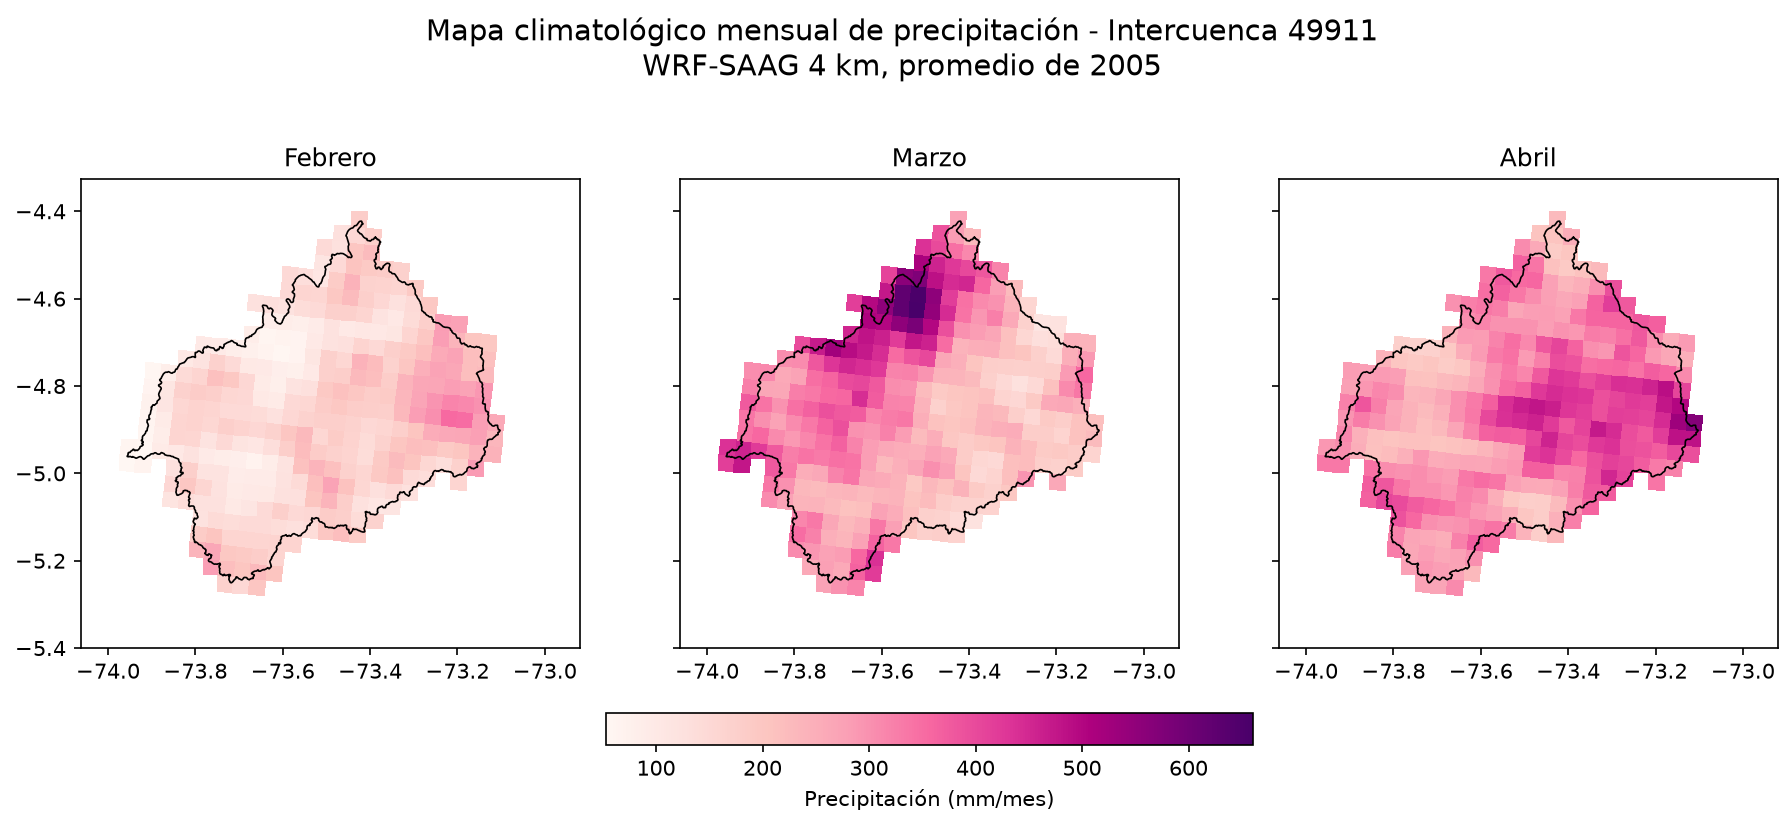 Mapa climatológico mensual de precipitación - Intercuenca 49911
WRF-SAAG 4 km, promedio de 2005
Febrero
Marzo
Abril
−4.4
−4.6
−4.8
−5.0
−5.2
−5.4
−74.0 −73.8 −73.6 −73.4 −73.2 −73.0
−74.0 −73.8 −73.6 −73.4 −73.2 −73.0
−74.0 −73.8 −73.6 −73.4 −73.2 −73.0
100 200 300 400 500 600
Precipitación (mm/mes)